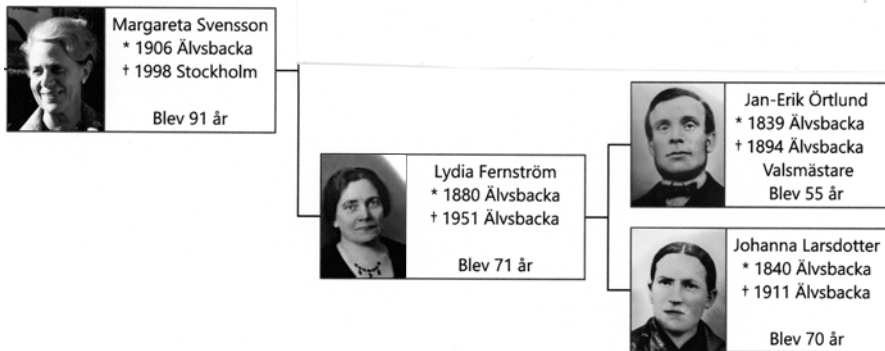 Margareta Svensson
* 1906 Älvsbacka
† 1998 Stockholm
Blev 91 år
Lydia Fernström
* 1880 Älvsbacka
† 1951 Älvsbacka
Blev 71 år
Jan-Erik Örtlund
* 1839 Älvsbacka
† 1894 Älvsbacka
Valsmästare
Blev 55 år
Johanna Larsdotter
* 1840 Älvsbacka
† 1911 Älvsbacka
Blev 70 år